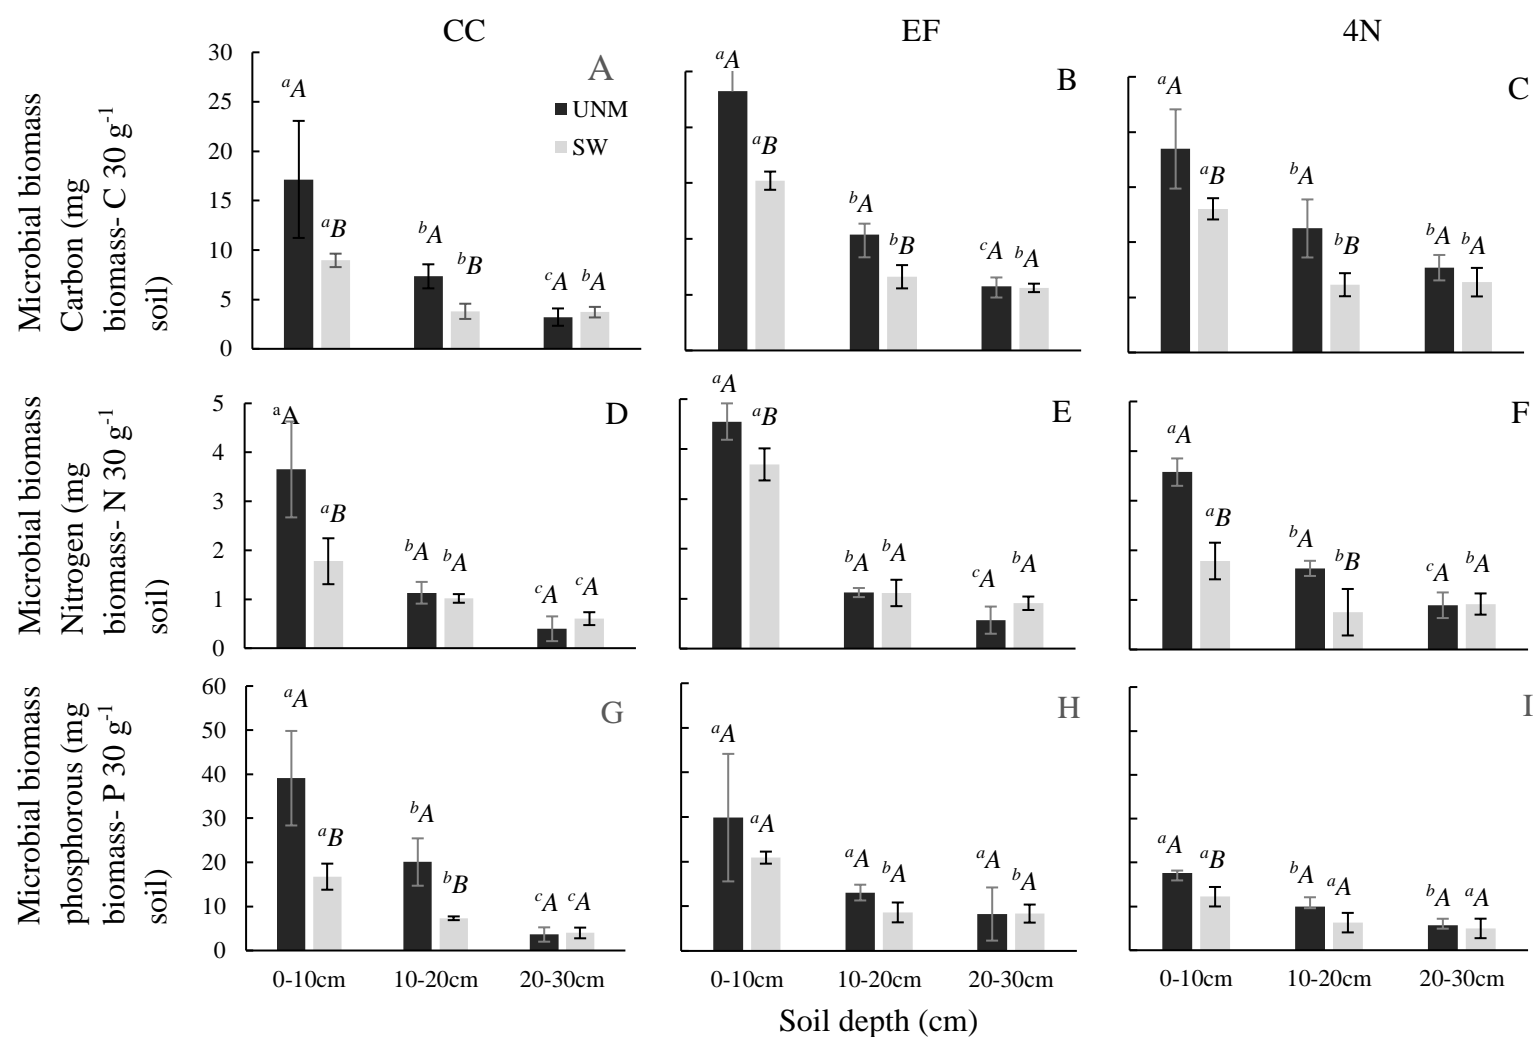 CC
EF
4N
Microbial biomass
Carbon (mg
biomass- C 30 g-1
soil)
30
25
20
15
10
5
0
A
UNM
SW
aA
aB
bA
bB
cA
bA
B
aA
aB
bA
bB
cA
bA
C
aA
aB
bA
bB
bA
bA
Microbial biomass
Nitrogen (mg
biomass- N 30 g-1
soil)
5
4
3
2
1
0
D
aA
aB
bA
bA
cA
cA
E
aA
aB
bA
bA
cA
bA
F
aA
aB
bA
bB
cA
bA
Microbial biomass
phosphorous (mg
biomass- P 30 g-1
soil)
60
50
40
30
20
10
0
G
aA
aB
bA
bB
cA
cA
H
aA
aA
aA
bA
aA
bA
I
aA
aB
bA
aA
bA
aA
0-10cm
10-20cm
20-30cm
0-10cm
10-20cm
20-30cm
0-10cm
10-20cm
20-30cm
Soil depth (cm)